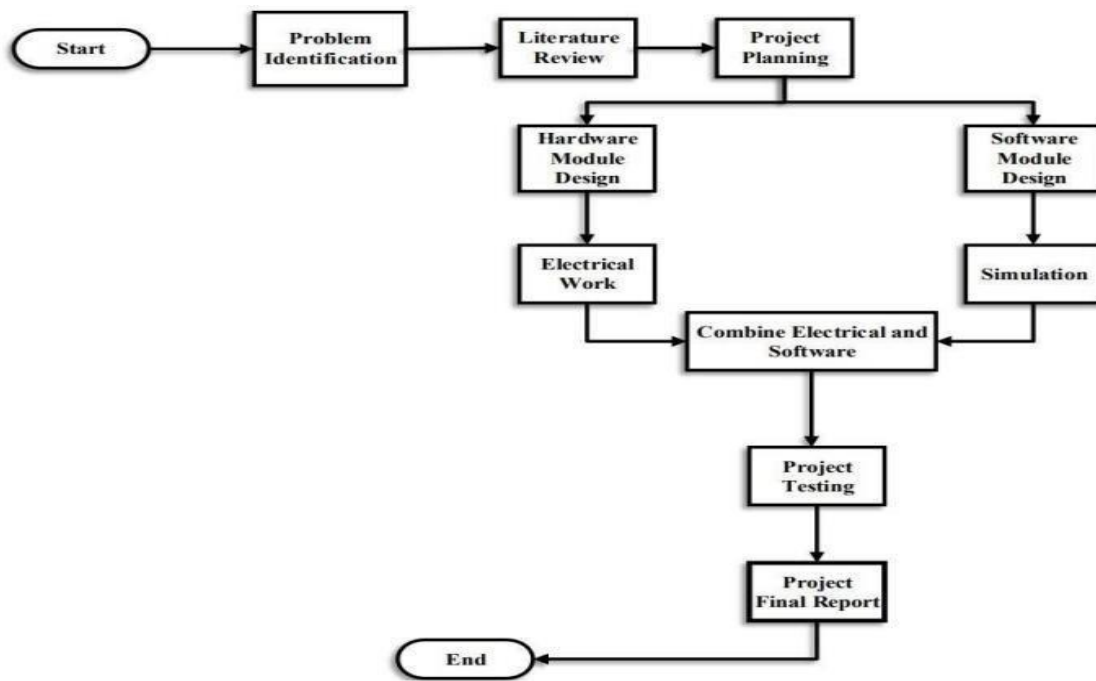 Start
Problem
Identification
Literature
Review
Project
Planning
Hardware
Module
Design
Software
Module
Design
Electrical
Work
Simulation
Combine Electrical and
Software
Project
Testing
Project
Final Report
End